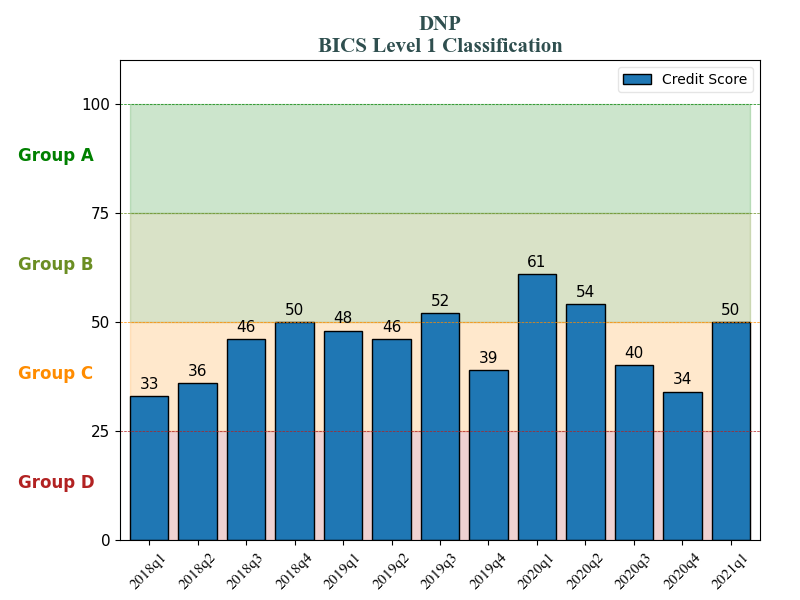 DNP
BICS Level 1 Classification
Credit Score
100
Group A
75
Group B
61
54
52
50
50
50
48
46
46
40
39
Group C
36
34
33
25
Group D
0
2018q1 2018q2 2018q3 2018q4 2019q1 2019q2 2019q3 2019q4 2020q1 2020q2 2020q3 2020q4 2021q1